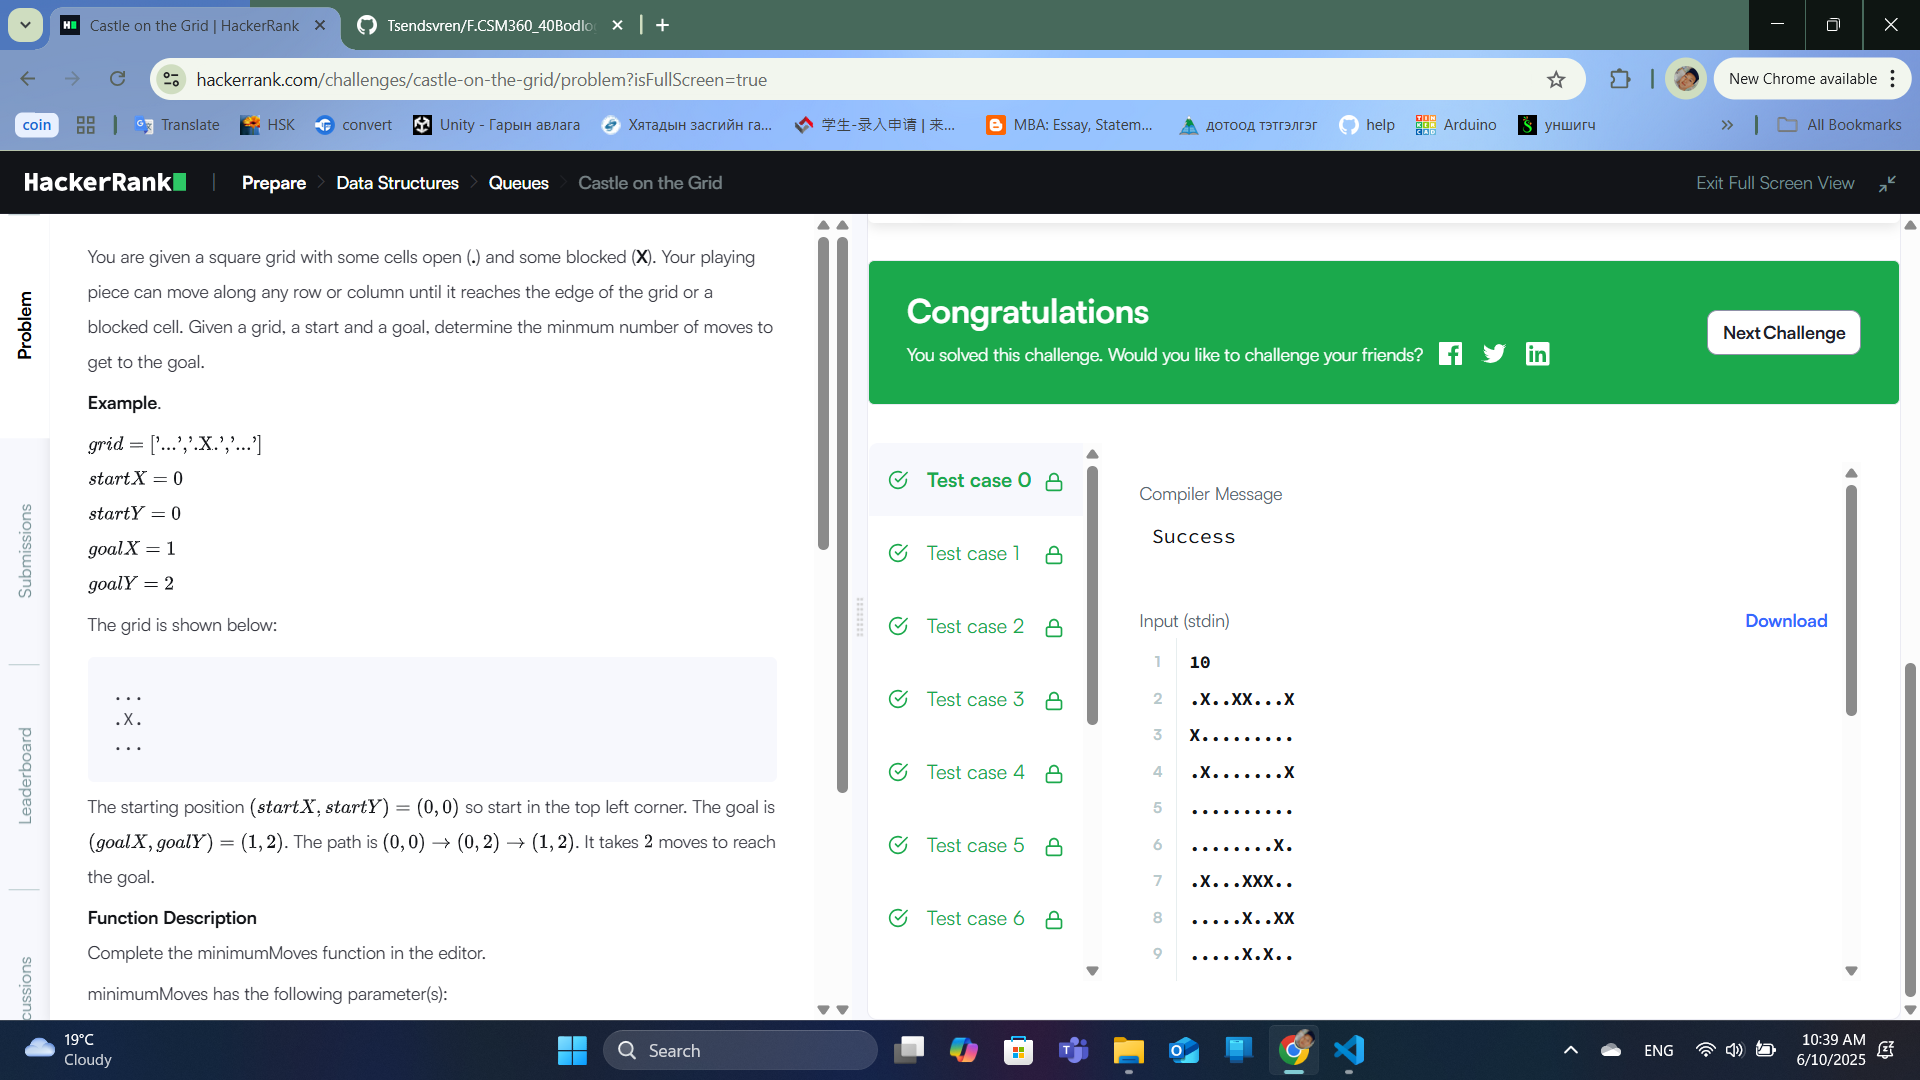 Castle on the Grid | HackerRank
Tsendsvren/F.CSM360_40Bodlo
hackerrank.com/challenges/castle-on-the-grid/problem?isFullScreen=true
New Chrome available
coin
Translate
HSK
convert
Unity - Гарын авлага
Хятадын засгийн га...
学生-录入申请 | 来...
MBA: Essay, Statem...
дотоод тэтгэлгэг
help
Arduino
уншигч
All Bookmarks
HackerRank
Prepare
Data Structures
Queues
Castle on the Grid
Exit Full Screen View
Problem
Submissions
Leaderboard
cussions
You are given a square grid with some cells open (.) and some blocked (X). Your playing
piece can move along any row or column until it reaches the edge of the grid or a
blocked cell. Given a grid, a start and a goal, determine the minmum number of moves to
get to the goal.
Example.
grid = ['...','.X.','...']
startX = 0
startY = 0
goalX = 1
goalY = 2
The grid is shown below:
...
.X.
...
The starting position (startX, startY) = (0, 0) so start in the top left corner. The goal is
(goalX, goalY) = (1, 2). The path is (0, 0) → (0, 2) → (1, 2). It takes 2 moves to reach
the goal.
Function Description
Complete the minimumMoves function in the editor.
minimumMoves has the following parameter(s):
Congratulations
You solved this challenge. Would you like to challenge your friends?
Next Challenge
Test case 0
Test case 1
Test case 2
Test case 3
Test case 4
Test case 5
Test case 6
Compiler Message
Success
Input (stdin)
Download
1 10
2 .X..XX...X
3 X.........
4 .X.......X
5 ..........
6 ........X.
7 .X...XXX..
8 .....X..XX
9 .....X.X..
19°C
Cloudy
Search
ENG
10:39 AM
6/10/2025